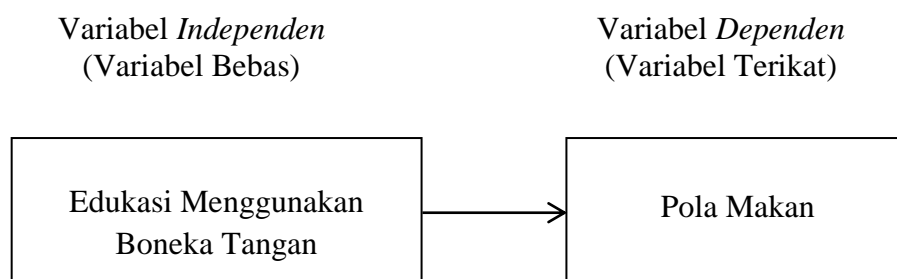 Variabel Independen
(Variabel Bebas)
Variabel Dependen
(Variabel Terikat)
Edukasi Menggunakan
Boneka Tangan
Pola Makan